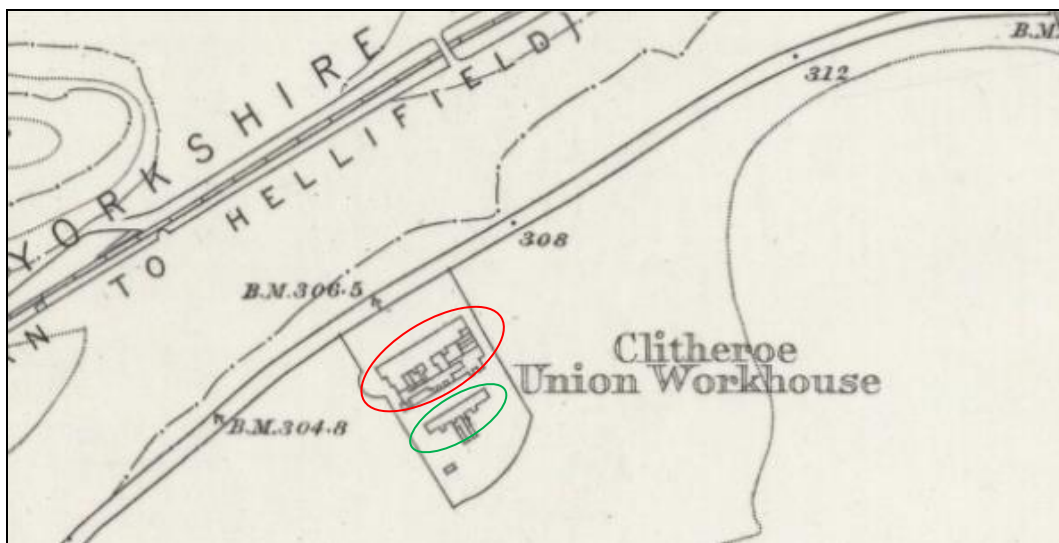 YORKSHIRE
TO HELLIFIELD)
B.M.
312
308
B.M.306.5
Clitheroe
Union Workhouse
B.M.304.8